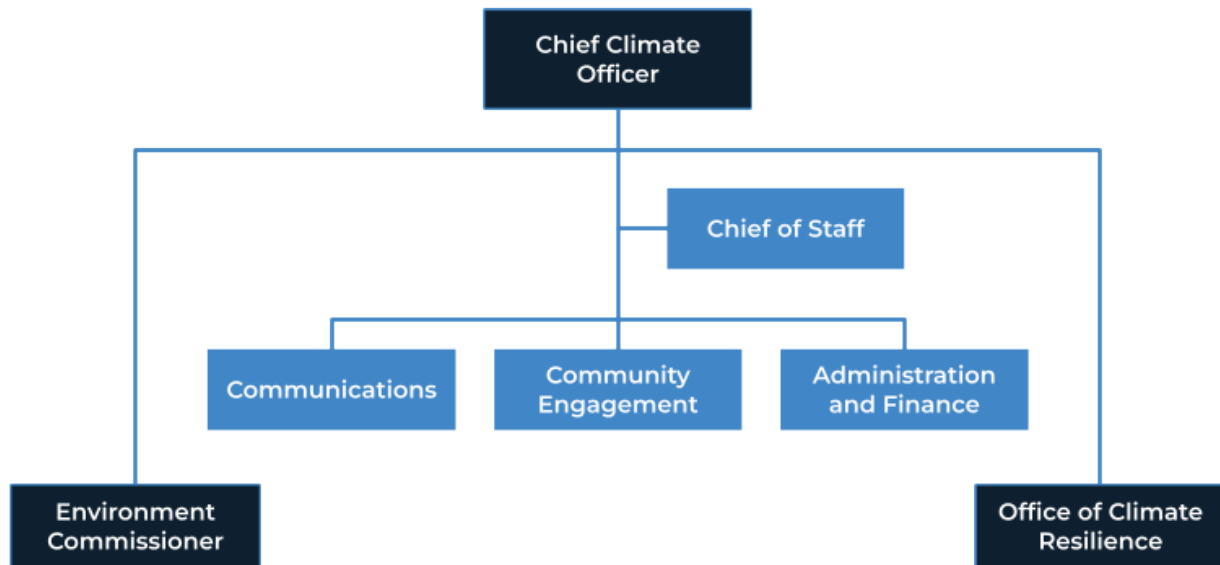 Chief Climate
Officer
Chief of Staff
Communications
Community
Engagement
Administration
and Finance
Environment
Commissioner
Office of Climate
Resilience